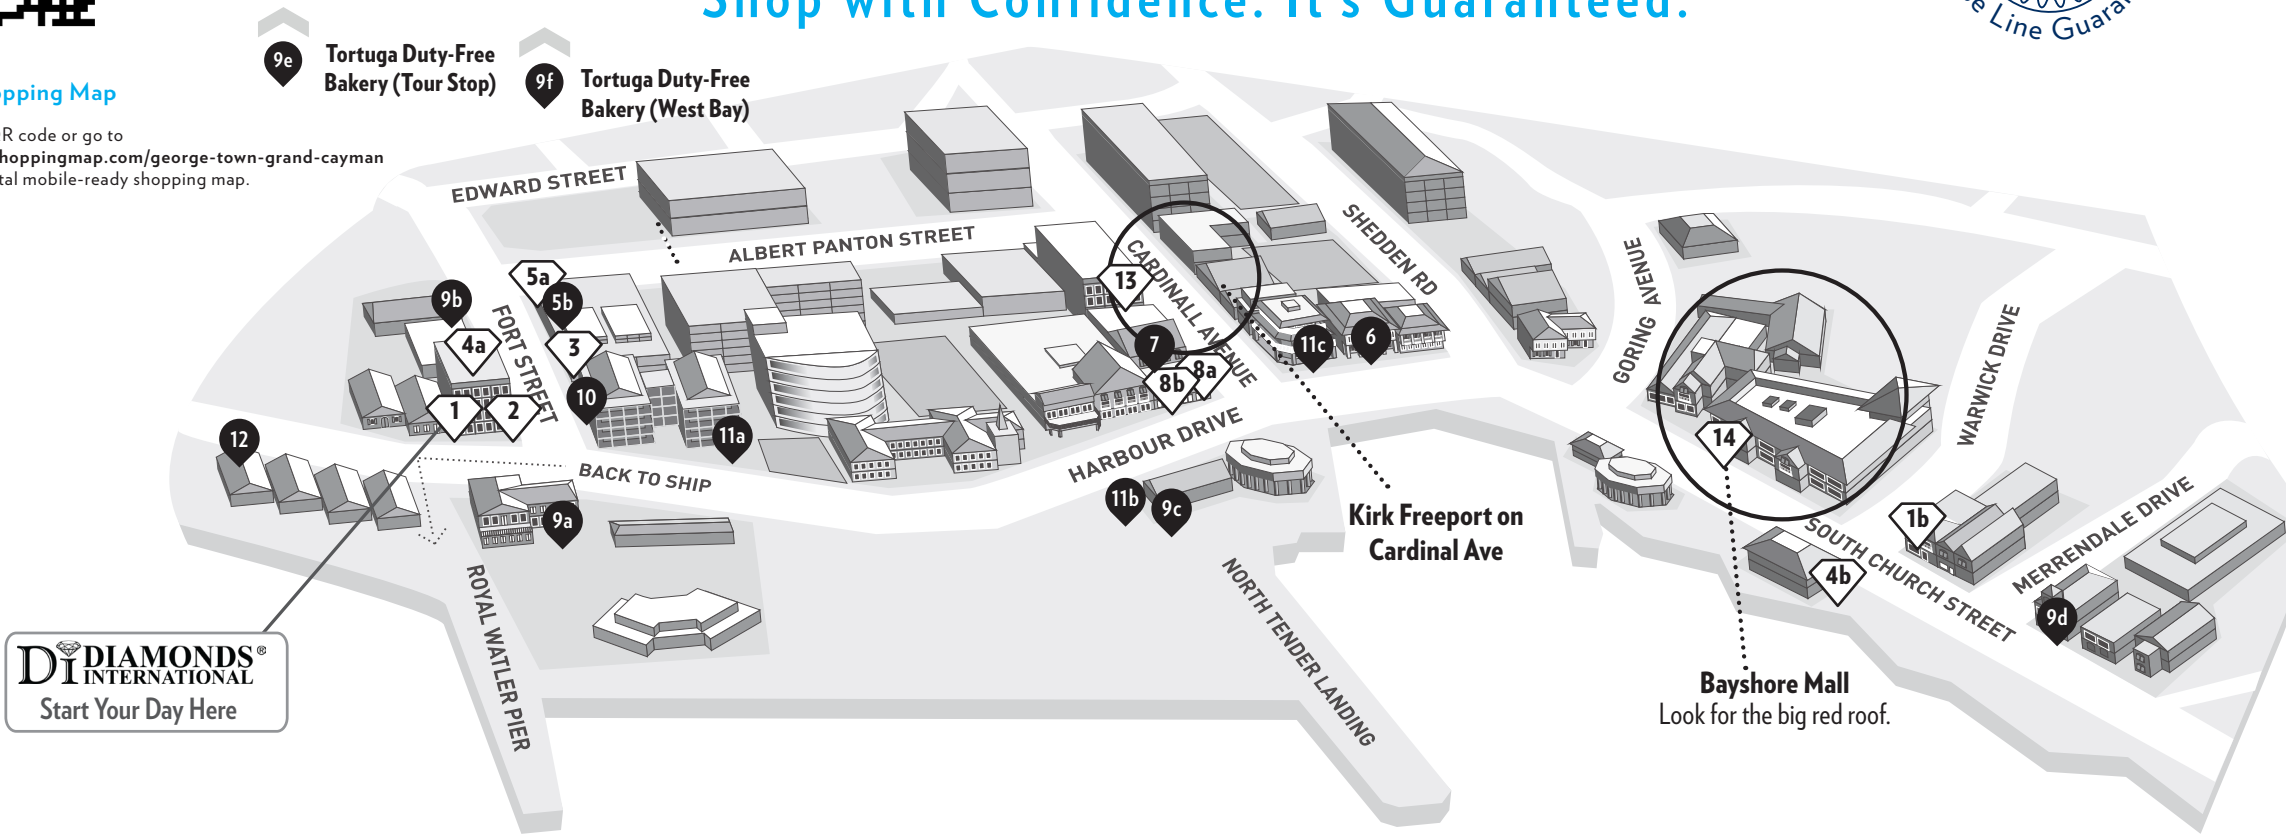 Shop with Confidence. It's Guaranteed.
Line Guara
pping Map
R code or go to
hoppingmap.com/george-town-grand-cayman
tal mobile-ready shopping map.
9e
Tortuga Duty-Free
Bakery (Tour Stop)
9f
Tortuga Duty-Free
Bakery (West Bay)
EDWARD STREET
ALBERT PANTON STREET
CARDINALL AVENUE
SHEDDEN RD
GORING AVENUE
WARWICK DRIVE
FORT STREET
5a
5b
9b
4a
3
1
2
10
12
11a
13
7
8a
8b
11c
6
14
HARBOUR DRIVE
BACK TO SHIP
9a
11b
9c
Kirk Freeport on
Cardinal Ave
1b
4b
9d
SOUTH CHURCH STREET
MERRENDALE DRIVE
ROYAL WATLER PIER
NORTH TENDER LANDING
Di DIAMONDS®
INTERNATIONAL
Start Your Day Here
Bayshore Mall
Look for the big red roof.